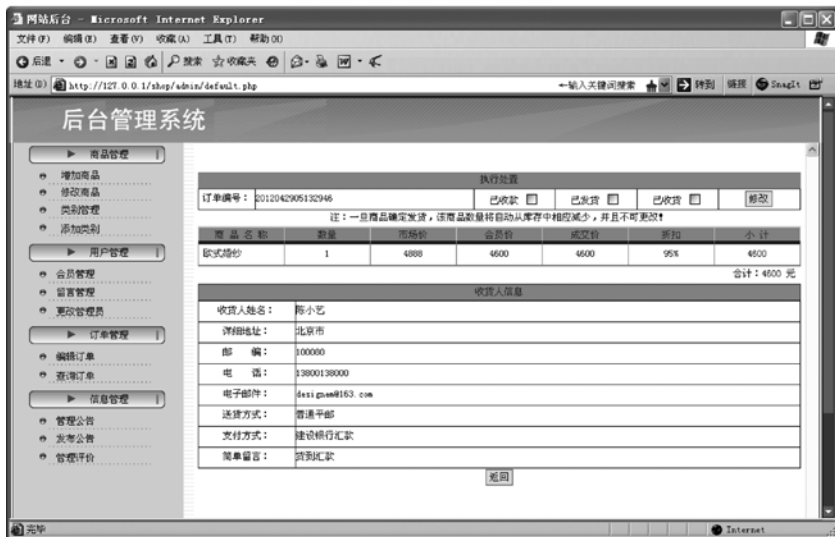 网站后台 - Microsoft Internet Explorer
文件(F) 编辑(E) 查看(V) 收藏(A) 工具(T) 帮助(H)
后退 搜索 收藏夹
地址(D) http://127.0.0.1/shop/admin/default.php ←输入关键词搜索 转到 链接 SnagIt
后台管理系统
商品管理
增加商品
修改商品
类别管理
添加类别
用户管理
会员管理
留言管理
更改管理员
订单管理
编辑订单
查询订单
信息管理
管理公告
发布公告
管理评价
执行处置
订单编号: 2012042905132946 已收款 已发货 已收货 修改
注:一旦商品确定发货,该商品数量将自动从库存中相应减少,并且不可更改!
商品名称 数量 市场价 会员价 成交价 折扣 小计
欧式婚纱 1 4888 4600 4600 95% 4600
合计:4600 元
收货人信息
收货人姓名: 陈小艺
详细地址: 北京市
邮 编: 100080
电 话: 13800138000
电子邮件: designem@163.com
送货方式: 普通平邮
支付方式: 建设银行汇款
简单留言: 货到汇款
返回
完毕 Internet